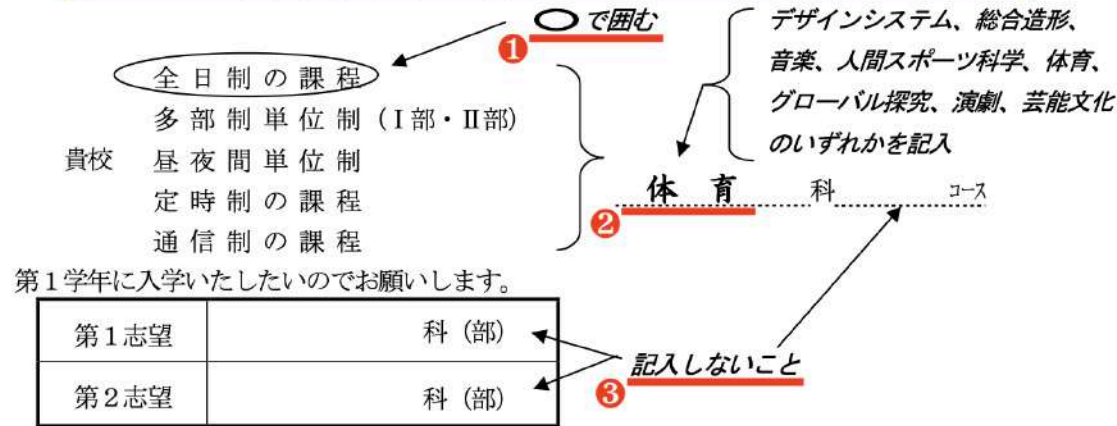 ❶ ○で囲む
デザインシステム、総合造形、
音楽、人間スポーツ科学、体育、
グローバル探究、演劇、芸能文化
のいずれかを記入
全日制の課程
多部制単位制(Ⅰ部・Ⅱ部)
貴校 昼夜間単位制
定時制の課程
通信制の課程
❷ 体育 科 コース
第1学年に入学いたしたいのでお願いします。
第1志望 科(部)
第2志望 科(部)
❸ 記入しないこと